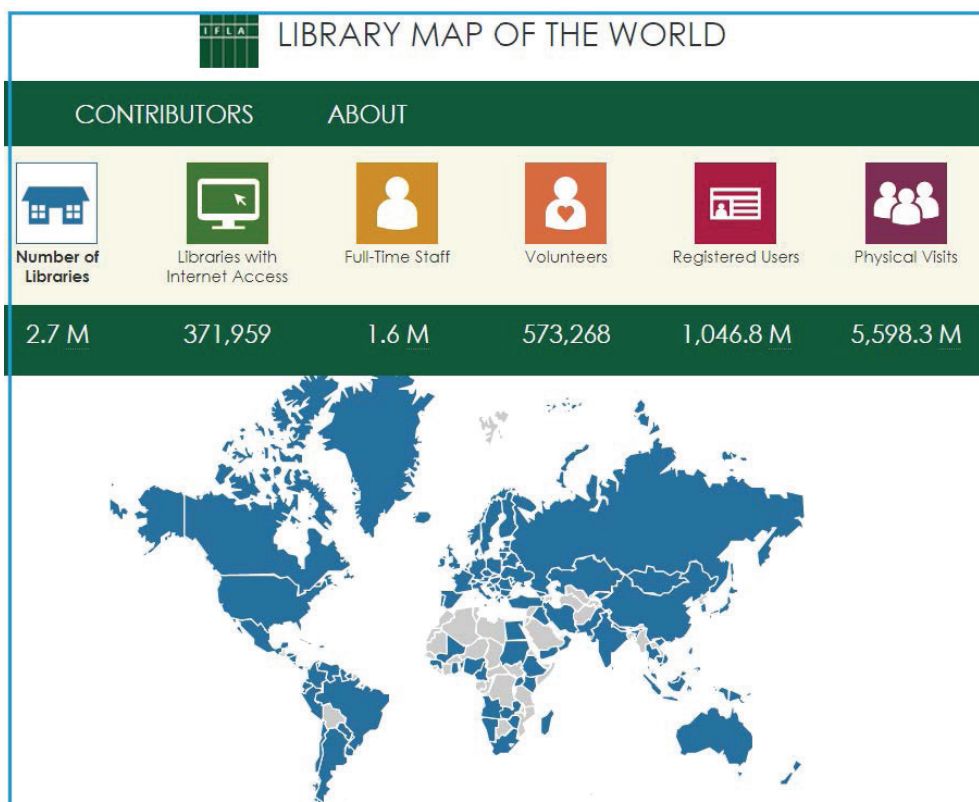 IFLA
LIBRARY MAP OF THE WORLD
CONTRIBUTORS
ABOUT
Number of
Libraries
Libraries with
Internet Access
Full-Time Staff
Volunteers
Registered Users
Physical Visits
2.7 M
371,959
1.6 M
573,268
1,046.8 M
5,598.3 M